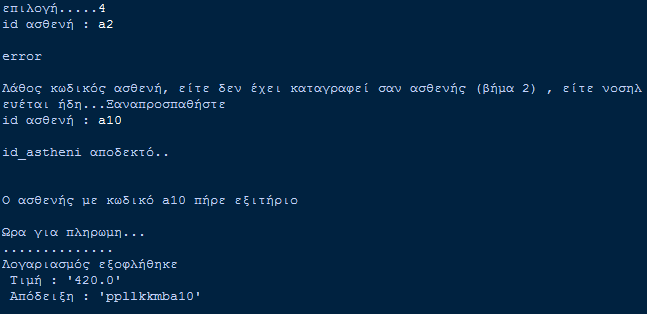 επιλογή.....4
id ασθενή : a2
error
Λάθος κωδικός ασθενή, είτε δεν έχει καταγραφεί σαν ασθενής (βήμα 2) , είτε νοσηλ
ευέται ήδη...Ξαναπροσπαθήστε
id ασθενή : a10
id_astheni αποδεκτό..
Ο ασθενής με κωδικό a10 πήρε εξιτήριο
Ωρα για πληρωμη...
..............
Λογαριασμός εξοφλήθηκε
Τιμή : '420.0'
Απόδειξη : 'ppllkkmba10'